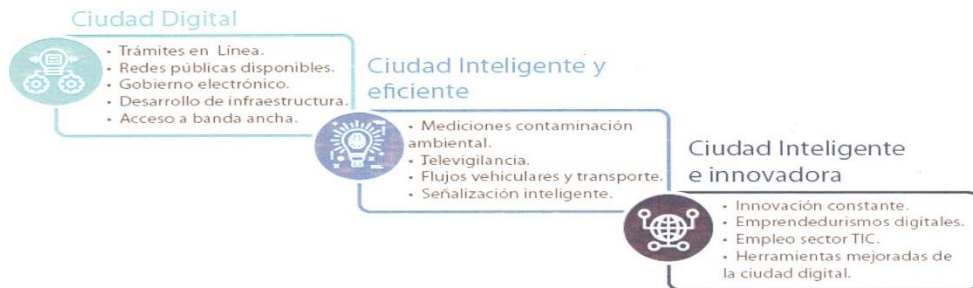 Ciudad Digital
• Trámites en Línea.
• Redes públicas disponibles.
• Gobierno electrónico.
• Desarrollo de infraestructura.
• Acceso a banda ancha.
Ciudad Inteligente y
eficiente
• Mediciones contaminación
ambiental.
• Televigilancia.
• Flujos vehiculares y transporte.
• Señalización inteligente.
Ciudad Inteligente
e innovadora
• Innovación constante.
• Emprendedurismos digitales.
• Empleo sector TIC.
• Herramientas mejoradas de
la ciudad digital.